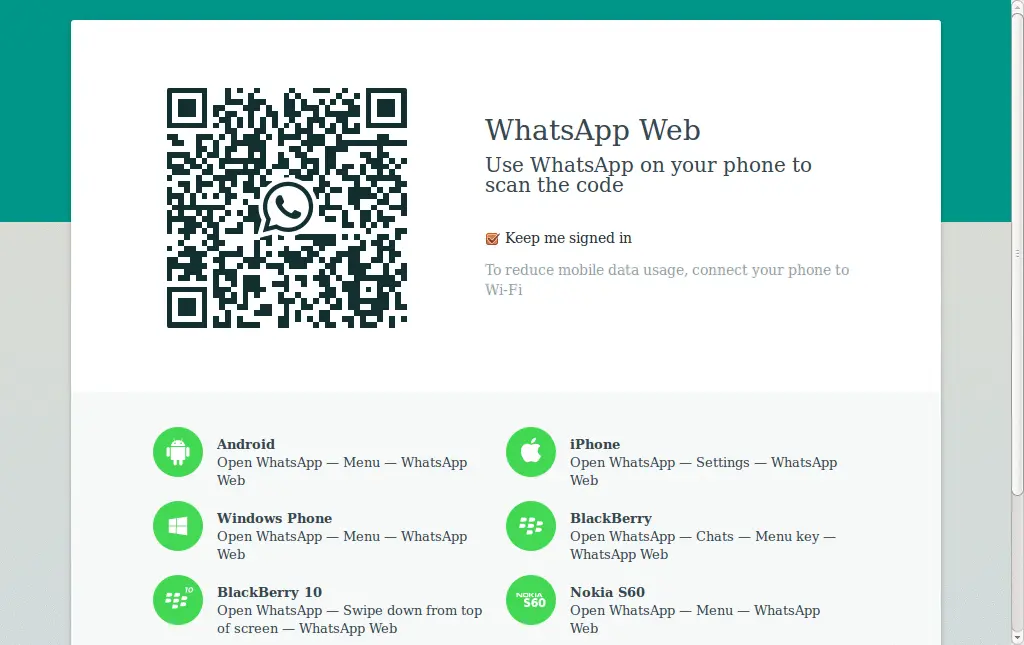 WhatsApp Web
Use WhatsApp on your phone to
scan the code
Keep me signed in
To reduce mobile data usage, connect your phone to
Wi-Fi
Android
Open WhatsApp — Menu — WhatsApp
Web
iPhone
Open WhatsApp — Settings — WhatsApp
Web
Windows Phone
Open WhatsApp — Menu — WhatsApp
Web
BlackBerry
Open WhatsApp — Chats — Menu key —
WhatsApp Web
10
BlackBerry 10
Open WhatsApp — Swipe down from top
of screen — WhatsApp Web
NOKIA
S60
Nokia S60
Open WhatsApp — Menu — WhatsApp
Web